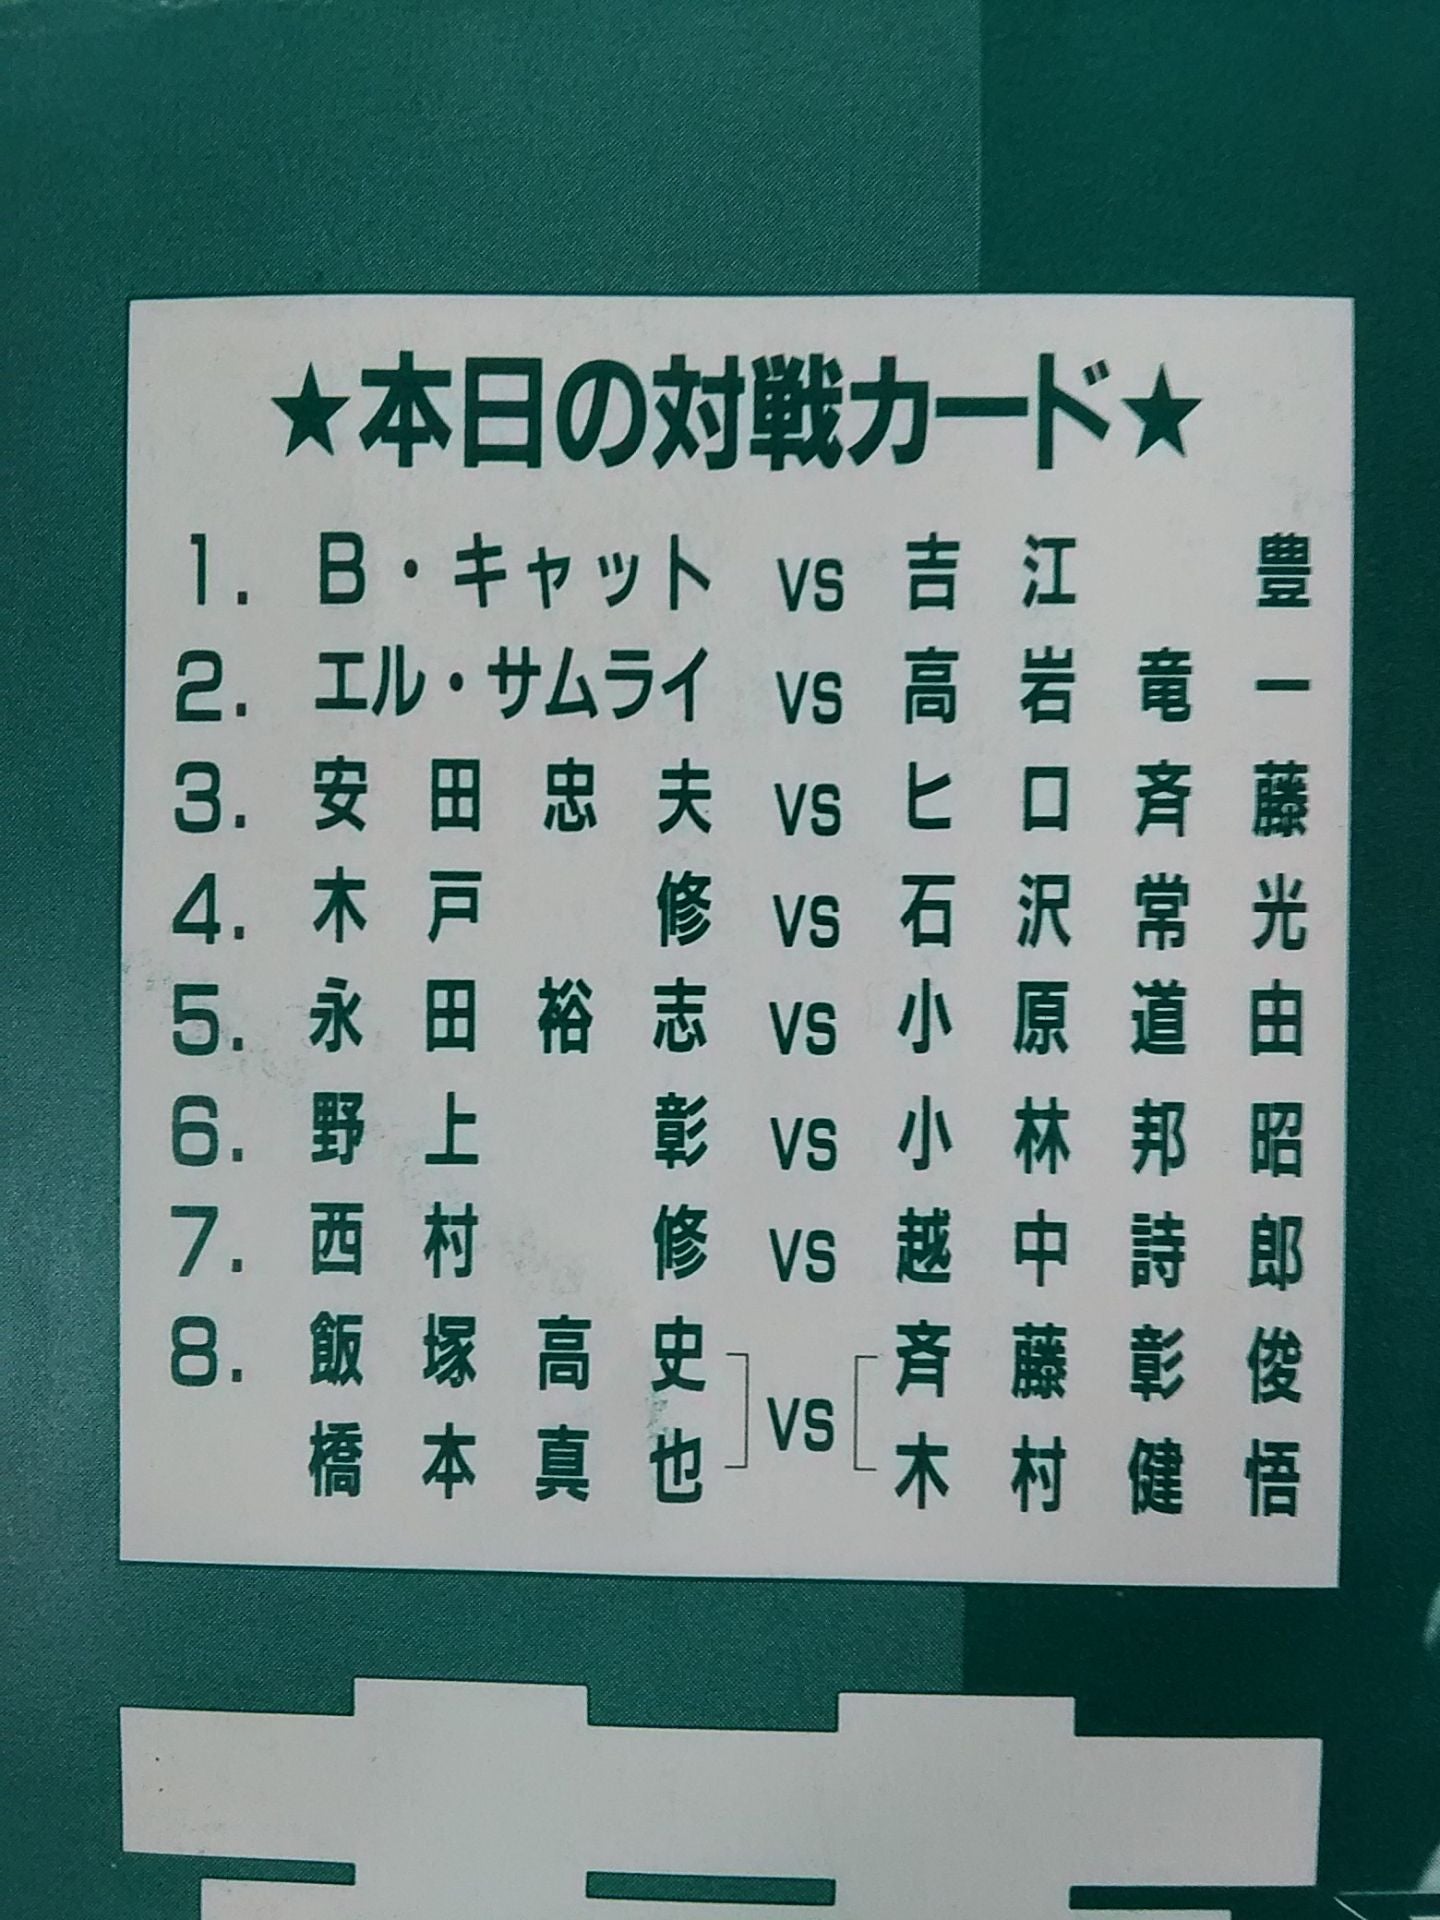 ★本日の対戦カード★
1. B・キャット VS 吉江 豊
2. エル・サムライ VS 高岩竜一
3. 安田忠夫 VS ヒロ斉藤
4. 木戸 修 VS 石沢常光
5. 永田裕志 VS 小原道由
6. 野上 彰 VS 小林邦昭
7. 西村 修 VS 越中詩郎
8. 飯塚高史 斉藤彰俊
VS
橋本真也 木村健悟